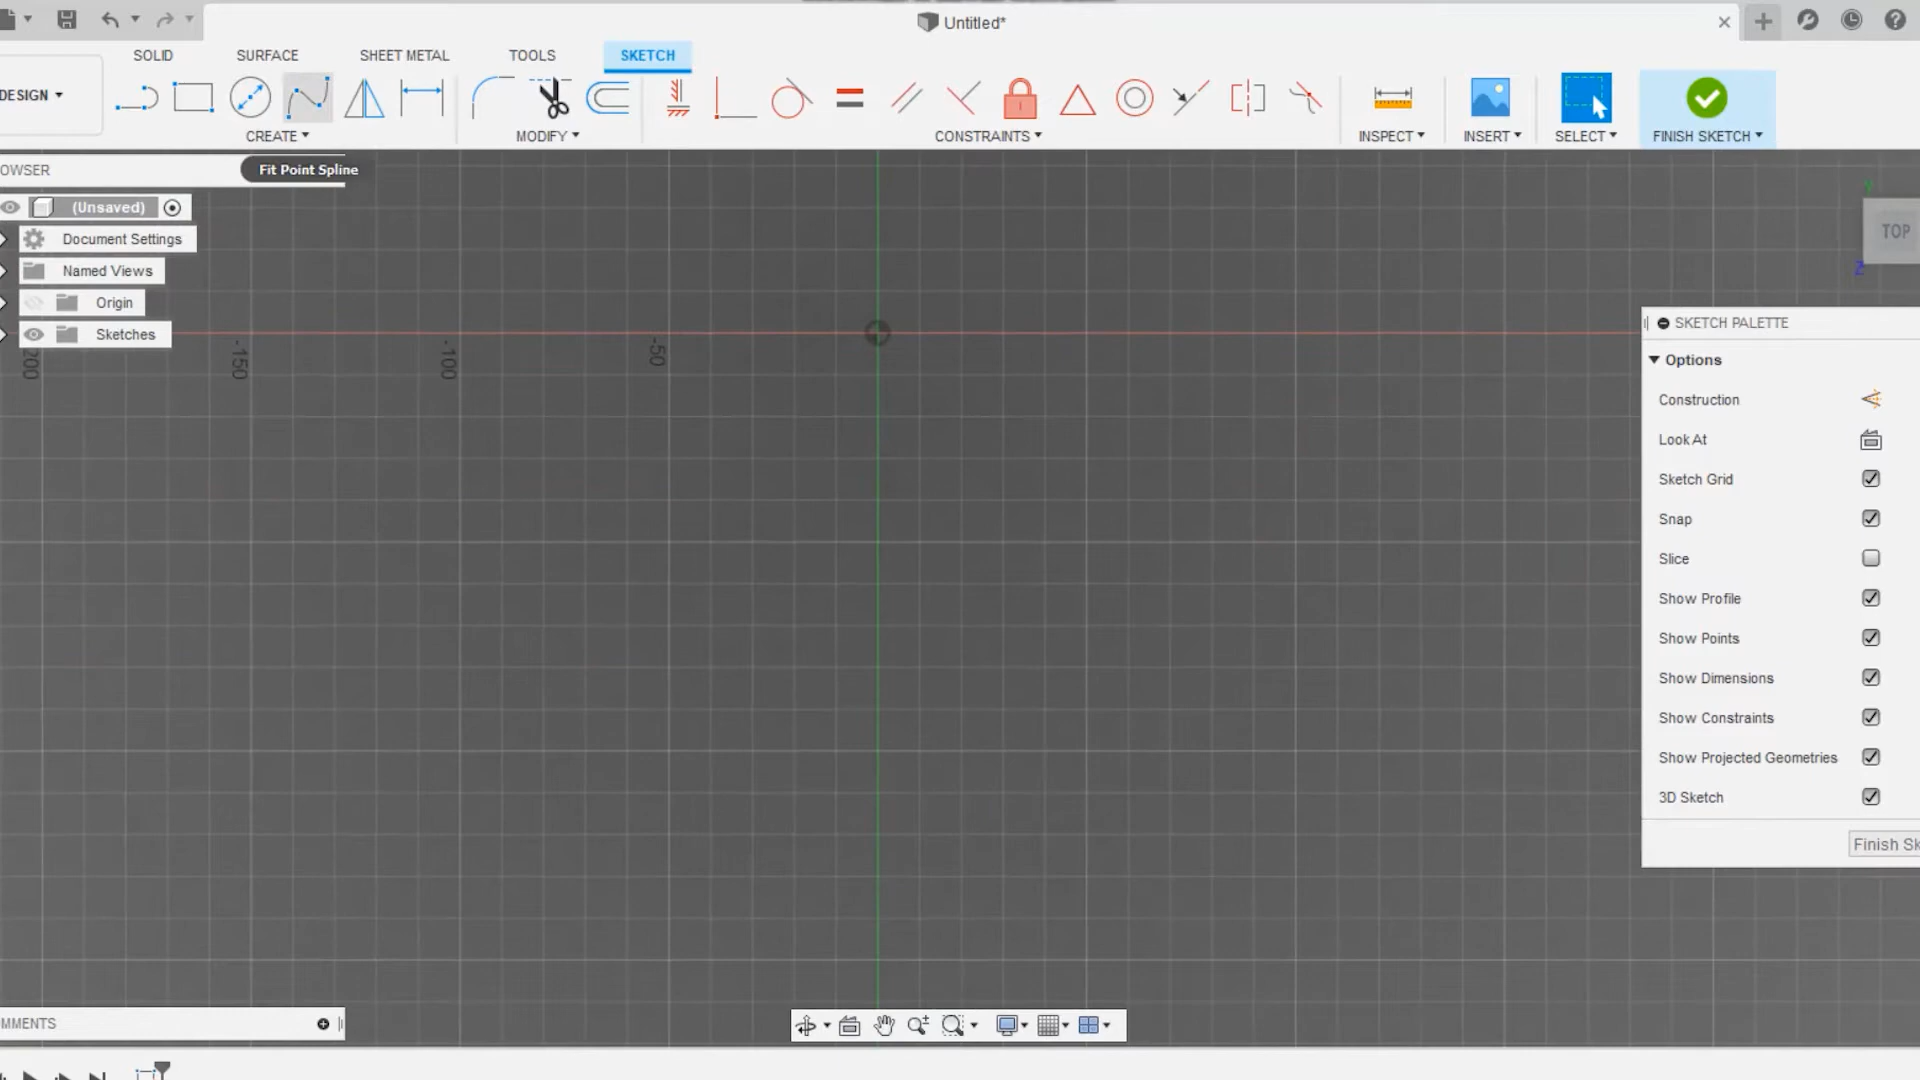 Untitled*
SOLID SURFACE SHEET METAL TOOLS SKETCH
DESIGN
CREATE MODIFY CONSTRAINTS INSPECT INSERT SELECT FINISH SKETCH
OWSER
Fit Point Spline
(Unsaved)
Document Settings
Named Views
Origin
Sketches
200 -150 -100 -50
Y
TOP
Z
SKETCH PALETTE
Options
Construction
Look At
Sketch Grid
Snap
Slice
Show Profile
Show Points
Show Dimensions
Show Constraints
Show Projected Geometries
3D Sketch
Finish Sk
MMENTS